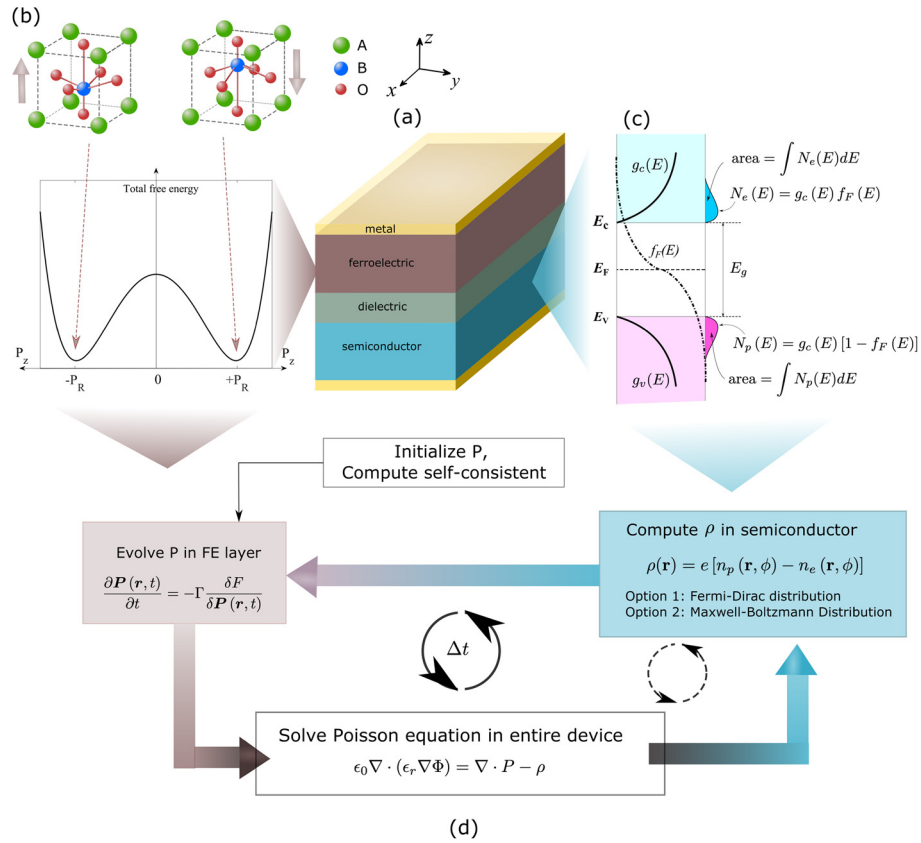 (b)
A
B
O
z
y
x
(a)
(c)
Total free energy
P_z
P_z
-P_R
0
+P_R
metal
ferroelectric
dielectric
semiconductor
g_c(E)
E_c
f_F(E)
E_F
E_g
E_v
g_v(E)
area = ∫ N_e(E)dE
N_e (E) = g_c (E) f_F (E)
N_p (E) = g_c (E) [1 − f_F (E)]
area = ∫ N_p(E)dE
Initialize P,
Compute self-consistent
Evolve P in FE layer
∂P (r, t) / ∂t = −Γ δF / δP (r, t)
Compute ρ in semiconductor
ρ(r) = e [n_p (r, ϕ) − n_e (r, ϕ)]
Option 1: Fermi-Dirac distribution
Option 2: Maxwell-Boltzmann Distribution
Δt
Solve Poisson equation in entire device
ϵ_0 ∇ · (ϵ_r ∇Φ) = ∇ · P − ρ
(d)